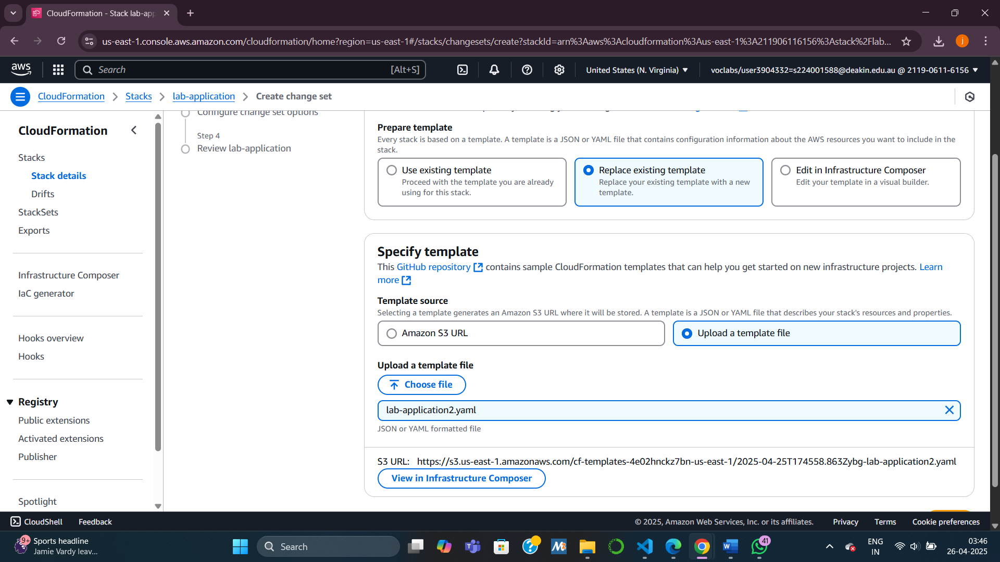 CloudFormation - Stack lab-app
us-east-1.console.aws.amazon.com/cloudformation/home?region=us-east-1#/stacks/changesets/create?stackId=arn%3Aaws%3Acloudformation%3Aus-east-1%3A211906116156%3Astack%2Flab...
j
aws
Search
[Alt+S]
United States (N. Virginia)
voclabs/user3904332=s224001588@deakin.edu.au @ 2119-0611-6156
CloudFormation
Stacks
lab-application
Create change set
CloudFormation
Stacks
Stack details
Drifts
StackSets
Exports
Infrastructure Composer
IaC generator
Hooks overview
Hooks
Registry
Public extensions
Activated extensions
Publisher
Spotlight
Configure change set options
Step 4
Review lab-application
Prepare template
Every stack is based on a template. A template is a JSON or YAML file that contains configuration information about the AWS resources you want to include in the
stack.
Use existing template
Proceed with the template you are already
using for this stack.
Replace existing template
Replace your existing template with a new
template.
Edit in Infrastructure Composer
Edit your template in a visual builder.
Specify template
This GitHub repository contains sample CloudFormation templates that can help you get started on new infrastructure projects. Learn
more
Template source
Selecting a template generates an Amazon S3 URL where it will be stored. A template is a JSON or YAML file that describes your stack's resources and properties.
Amazon S3 URL
Upload a template file
Upload a template file
Choose file
lab-application2.yaml
JSON or YAML formatted file
S3 URL: https://s3.us-east-1.amazonaws.com/cf-templates-4e02hnckz7bn-us-east-1/2025-04-25T174558.863Zybg-lab-application2.yaml
View in Infrastructure Composer
CloudShell
Feedback
© 2025, Amazon Web Services, Inc. or its affiliates.
Privacy
Terms
Cookie preferences
9+
Sports headline
Jamie Vardy leav...
Search
41
ENG
IN
03:46
26-04-2025